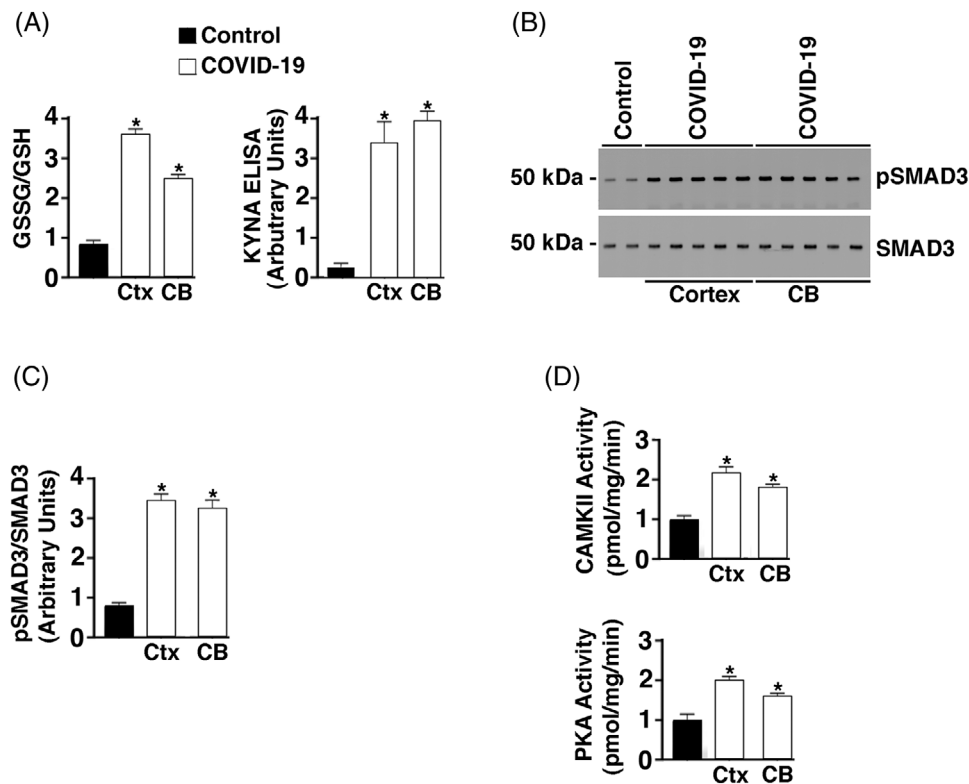 (A)
Control
COVID-19
GSSG/GSH
4
3
2
1
0
*
*
Ctx CB
KYNA ELISA
(Arbutrary Units)
4
3
2
1
0
*
*
Ctx CB
(B)
Control
COVID-19
COVID-19
50 kDa -
pSMAD3
50 kDa -
SMAD3
Cortex
CB
(C)
pSMAD3/SMAD3
(Arbitrary Units)
4
3
2
1
0
*
*
Ctx CB
(D)
CAMKII Activity
(pmol/mg/min)
3
2
1
0
*
*
Ctx CB
PKA Activity
(pmol/mg/min)
3
2
1
0
*
*
Ctx CB